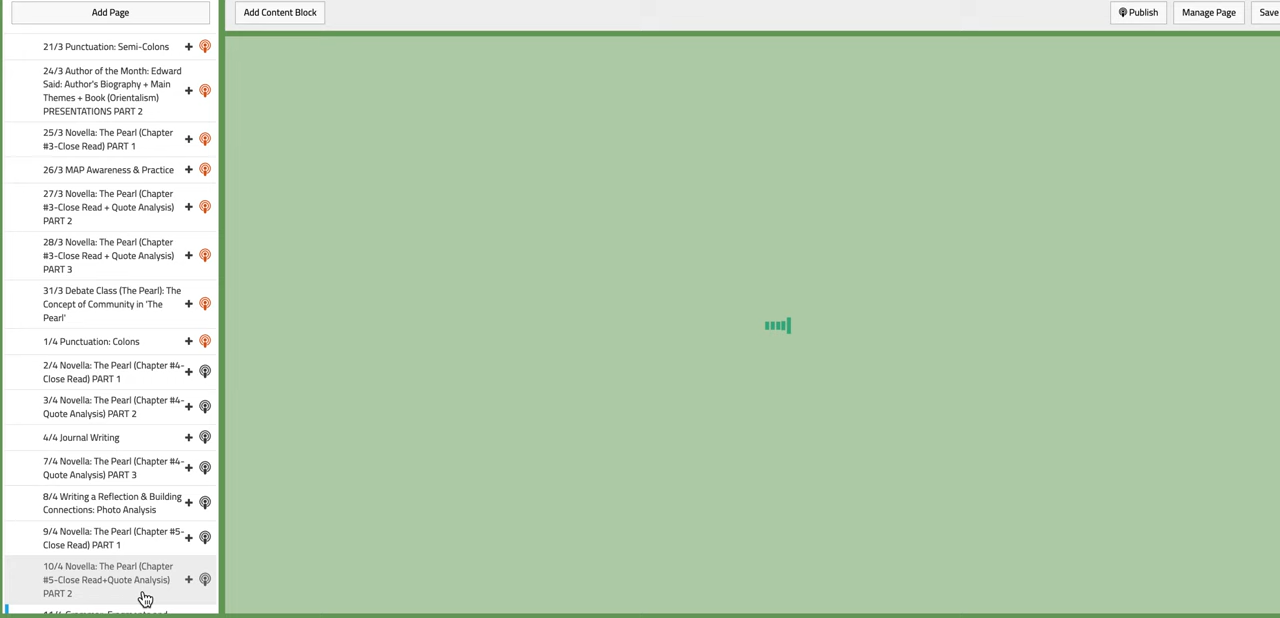 Add Page
Add Content Block
Publish
Manage Page
Save
21/3 Punctuation: Semi-Colons
24/3 Author of the Month: Edward
Said: Author's Biography + Main
Themes + Book (Orientalism)
PRESENTATIONS PART 2
25/3 Novella: The Pearl (Chapter
#3-Close Read) PART 1
26/3 MAP Awareness & Practice
27/3 Novella: The Pearl (Chapter
#3-Close Read + Quote Analysis)
PART 2
28/3 Novella: The Pearl (Chapter
#3-Close Read + Quote Analysis)
PART 3
31/3 Debate Class (The Pearl): The
Concept of Community in 'The
Pearl'
1/4 Punctuation: Colons
2/4 Novella: The Pearl (Chapter #4-
Close Read) PART 1
3/4 Novella: The Pearl (Chapter #4-
Quote Analysis) PART 2
4/4 Journal Writing
7/4 Novella: The Pearl (Chapter #4-
Quote Analysis) PART 3
8/4 Writing a Reflection & Building
Connections: Photo Analysis
9/4 Novella: The Pearl (Chapter #5-
Close Read) PART 1
10/4 Novella: The Pearl (Chapter
#5-Close Read+Quote Analysis)
PART 2